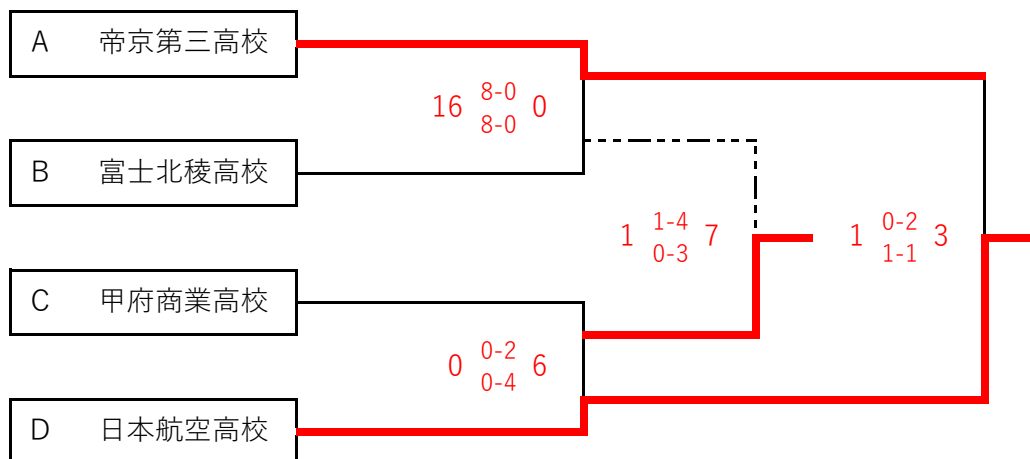 A 帝京第三高校
16 8-0 0
8-0
B 富士北稜高校
1 1-4 7
0-3
1 0-2 3
1-1
C 甲府商業高校
0 0-2 6
0-4
D 日本航空高校